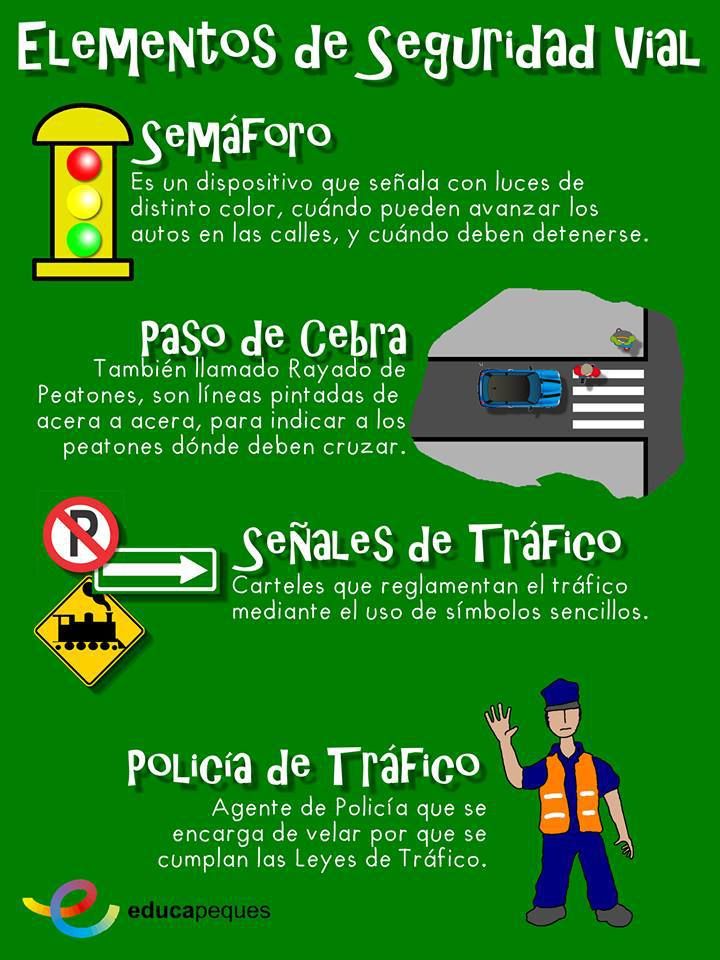 Elementos de Seguridad Vial
Semáforo
Es un dispositivo que señala con luces de
distinto color, cuándo pueden avanzar los
autos en las calles, y cuándo deben detenerse.
Paso de Cebra
También llamado Rayado de
Peatones, son líneas pintadas de
acera a acera, para indicar a los
peatones dónde deben cruzar.
P
Señales de Tráfico
Carteles que reglamentan el tráfico
mediante el uso de símbolos sencillos.
Policía de Tráfico
Agente de Policía que se
encarga de velar por que se
cumplan las Leyes de Tráfico.
educapeques